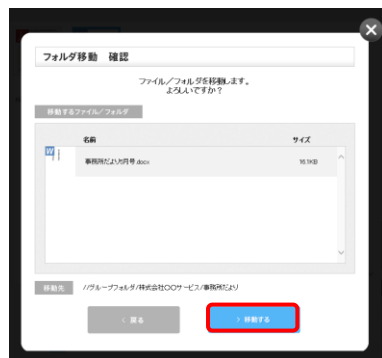 フォルダ移動　確認
ファイル／フォルダを移動します。
よろしいですか？
移動するファイル／フォルダ
名前 サイズ
事務所だより月号.docx 16.1KB
移動先 //グループフォルダ/株式会社〇〇サービス/事務所だより
< 戻る > 移動する